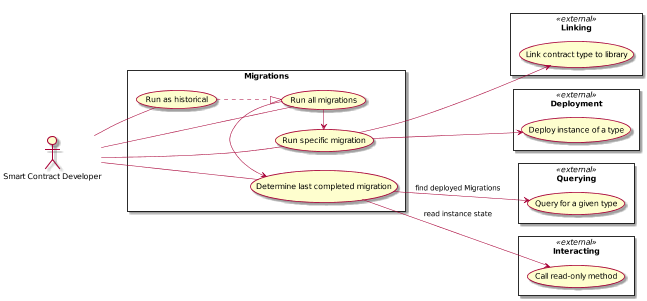 «external»
Linking
Link contract type to library
Migrations
Run as historical
Run all migrations
«external»
Deployment
Deploy instance of a type
Run specific migration
Smart Contract Developer
Determine last completed migration
find deployed Migrations
«external»
Querying
Query for a given type
read instance state
«external»
Interacting
Call read-only method